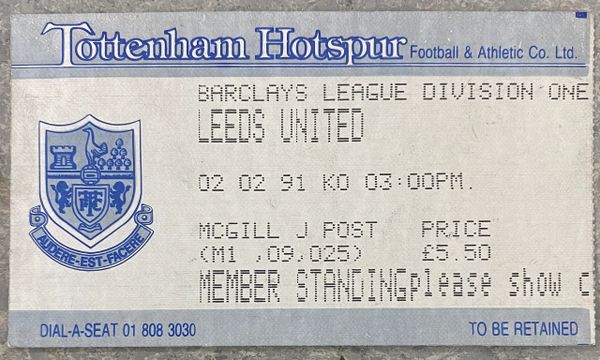 Tottenham Hotspur Football & Athletic Co. Ltd.
BARCLAYS LEAGUE DIVISION ONE
LEEDS UNITED
02 02 91 KO 03:00PM.
MCGILL J POST PRICE
(M1 ,09,025) £5.50
MEMBER STANDINGplease show c
AUDERE-EST-FACERE
DIAL-A-SEAT 01 808 3030 TO BE RETAINED